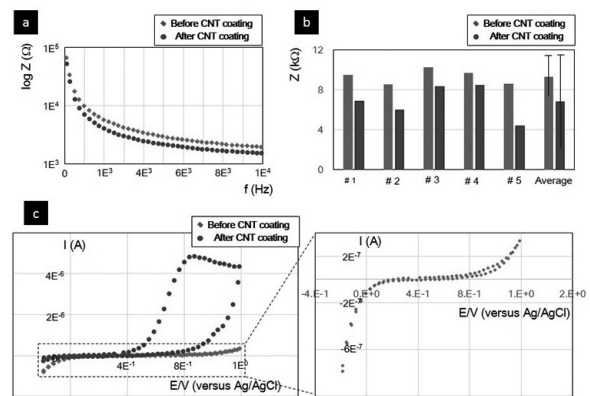 a
Before CNT coating
After CNT coating
log Z (Ω)
1E5
1E4
1E3
0 3E3 4E3 6E3 8E3 1E4
f (Hz)
b
Before CNT coating
After CNT coating
Z (kΩ)
12
8
4
0
# 1 # 2 # 3 # 4 # 5 Average
c
Before CNT coating
After CNT coating
I (A)
4E-6
2E-6
4E-1 8E-1 1E0
E/V (versus Ag/AgCl)
I (A)
2E-7
-4.E-1 0.E+0 4.E-1 8.E-1 1.E+0 2.E+0
-2E-7
E/V (versus Ag/AgCl)
-6E-7